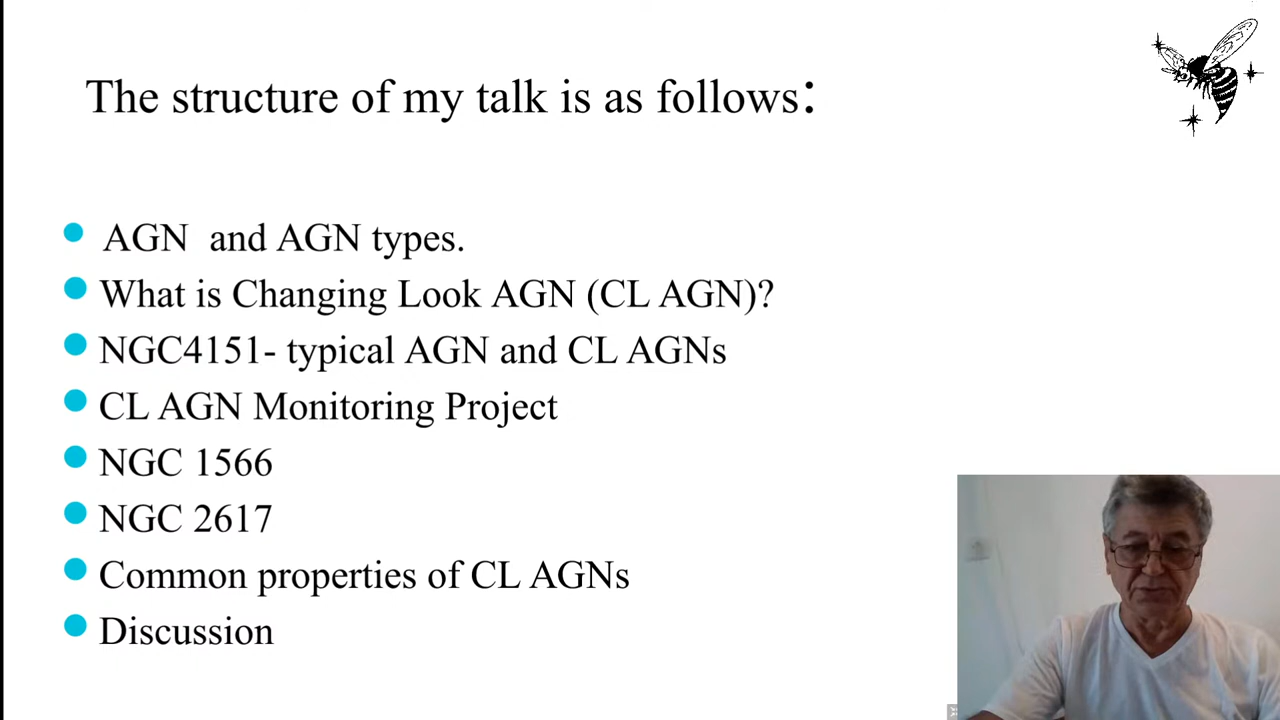 The structure of my talk is as follows:
AGN and AGN types.
What is Changing Look AGN (CL AGN)?
NGC4151- typical AGN and CL AGNs
CL AGN Monitoring Project
NGC 1566
NGC 2617
Common properties of CL AGNs
Discussion